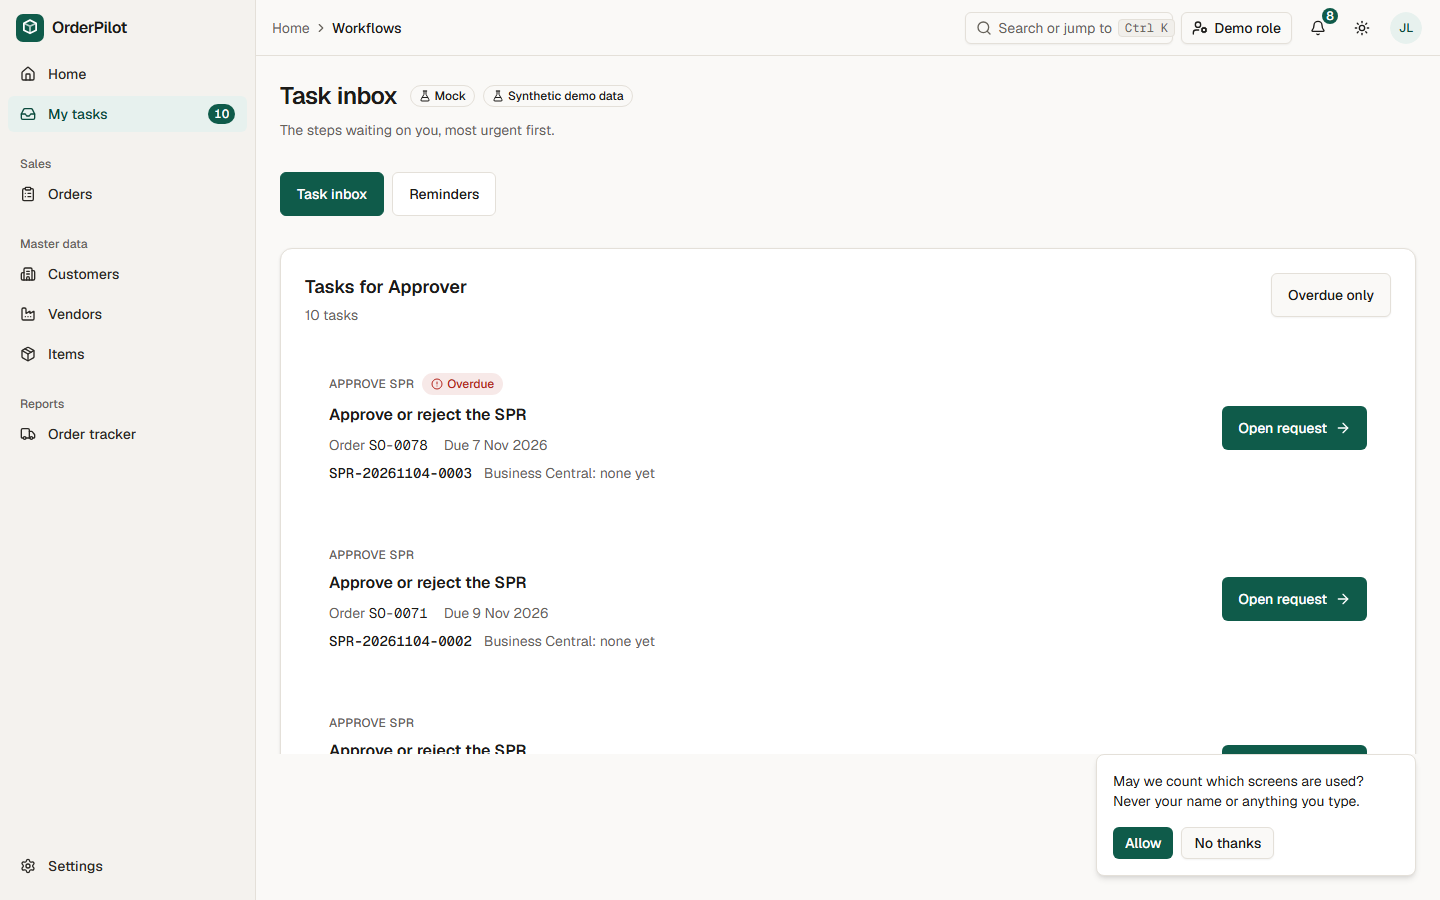 OrderPilot
Home
My tasks 10
Sales
Orders
Master data
Customers
Vendors
Items
Reports
Order tracker
Settings
Home > Workflows
Search or jump to Ctrl K
Demo role
8
JL
Task inbox
Mock
Synthetic demo data
The steps waiting on you, most urgent first.
Task inbox
Reminders
Tasks for Approver
10 tasks
Overdue only
APPROVE SPR Overdue
Approve or reject the SPR
Order SO-0078 Due 7 Nov 2026
SPR-20261104-0003 Business Central: none yet
Open request
APPROVE SPR
Approve or reject the SPR
Order SO-0071 Due 9 Nov 2026
SPR-20261104-0002 Business Central: none yet
Open request
APPROVE SPR
Approve or reject the SPR
May we count which screens are used?
Never your name or anything you type.
Allow
No thanks